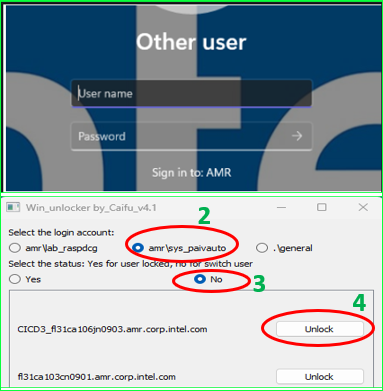 Other user
User name
Password
Sign in to: AMR
Win_unlocker by_Caifu_v4.1
Select the login account:
2
amr\lab_raspdcg amr\sys_paivauto .\general
Select the status: Yes for user locked, no for switch user
Yes No 3
4
CICD3_fl31ca106jn0903.amr.corp.intel.com Unlock
fl31ca103cn0901.amr.corp.intel.com Unlock